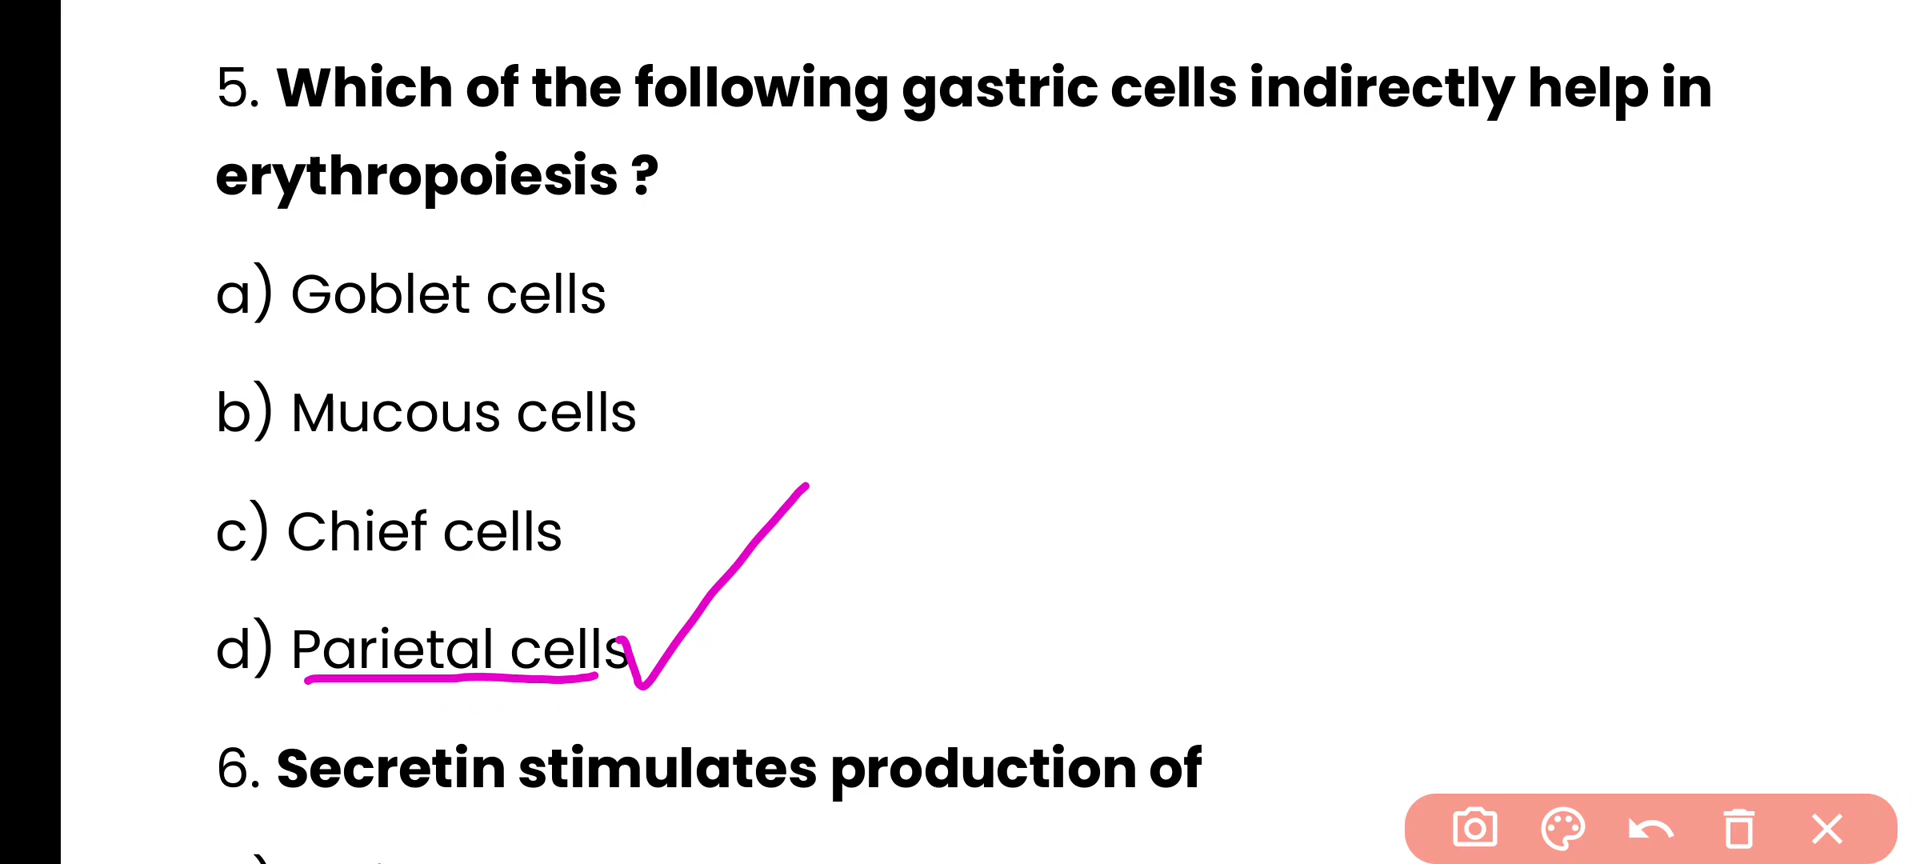 5. Which of the following gastric cells indirectly help in
erythropoiesis ?
a) Goblet cells
b) Mucous cells
c) Chief cells
d) Parietal cells
6. Secretin stimulates production of